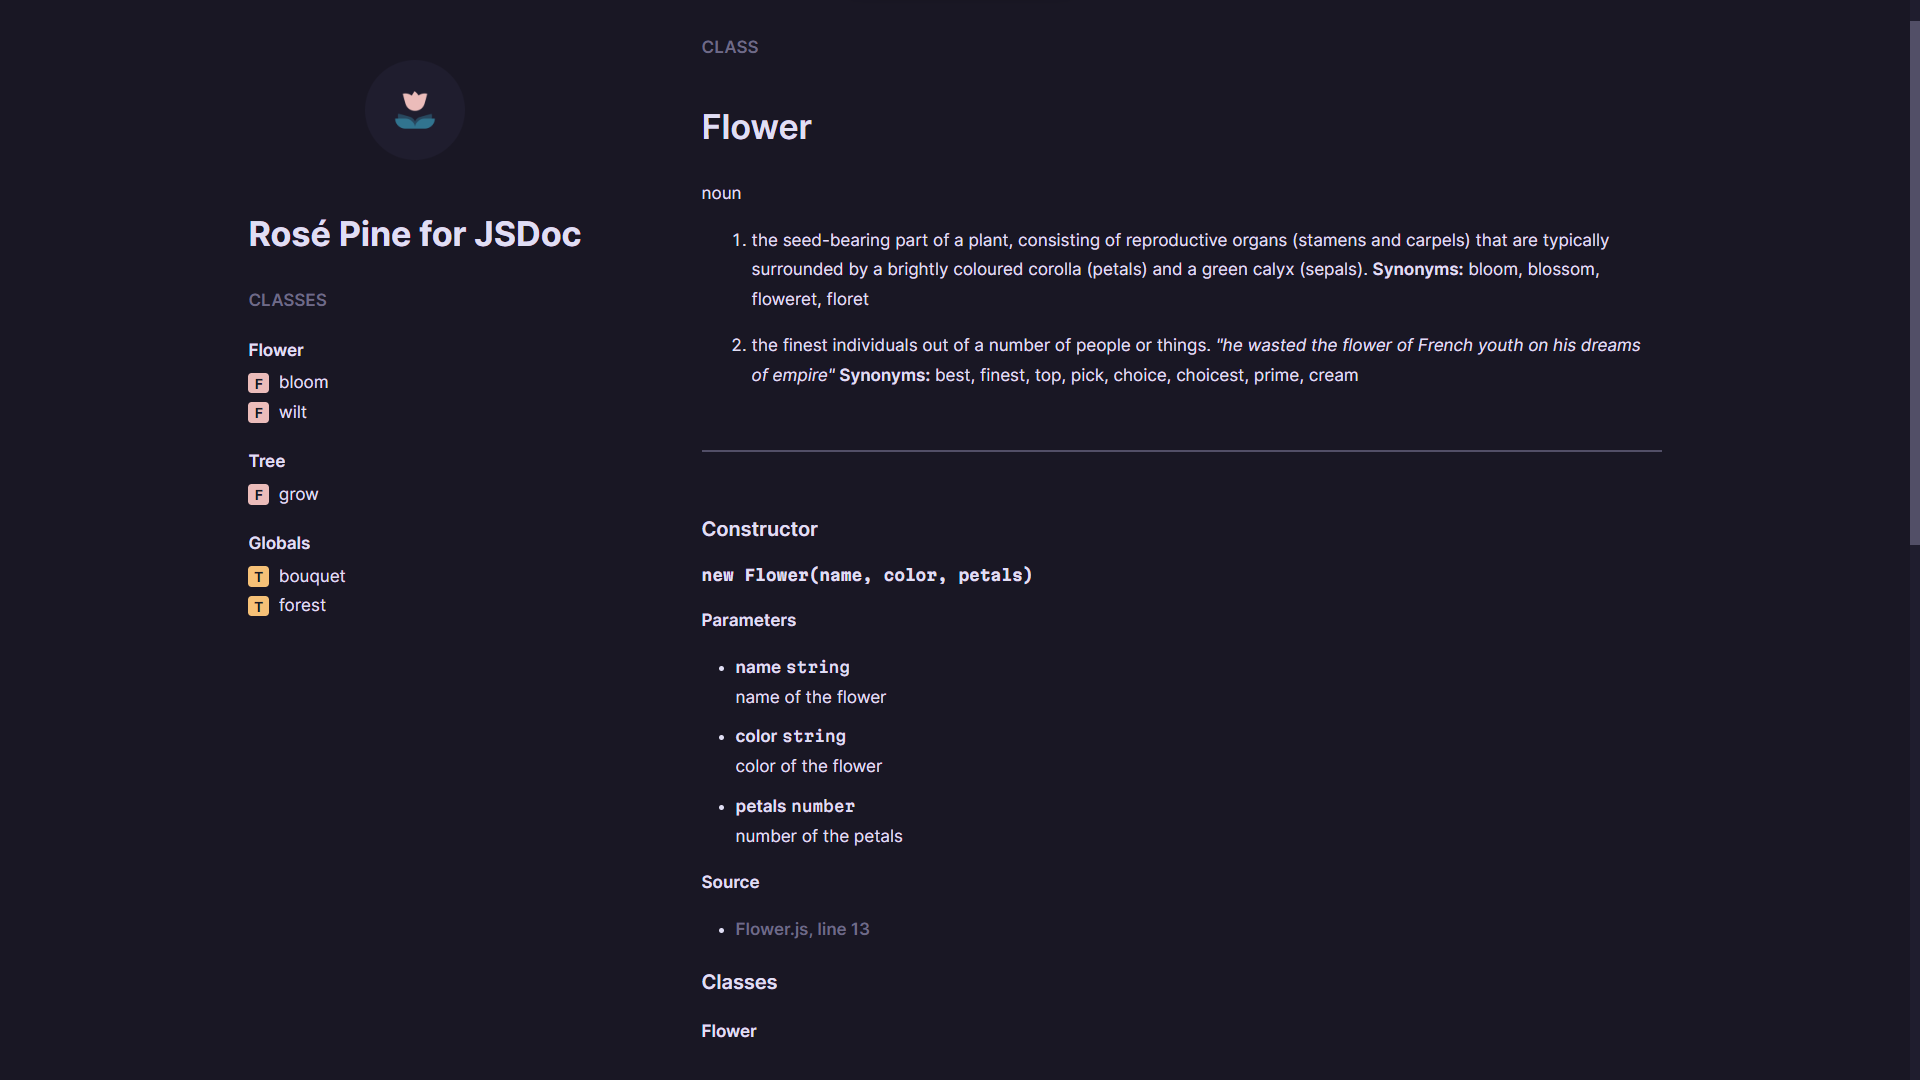 Rosé Pine for JSDoc
CLASSES
Flower
F bloom
F wilt
Tree
F grow
Globals
T bouquet
T forest
CLASS
Flower
noun
1. the seed-bearing part of a plant, consisting of reproductive organs (stamens and carpels) that are typically
surrounded by a brightly coloured corolla (petals) and a green calyx (sepals). Synonyms: bloom, blossom,
floweret, floret
2. the finest individuals out of a number of people or things. "he wasted the flower of French youth on his dreams
of empire" Synonyms: best, finest, top, pick, choice, choicest, prime, cream
Constructor
new Flower(name, color, petals)
Parameters
• name string
name of the flower
• color string
color of the flower
• petals number
number of the petals
Source
• Flower.js, line 13
Classes
Flower